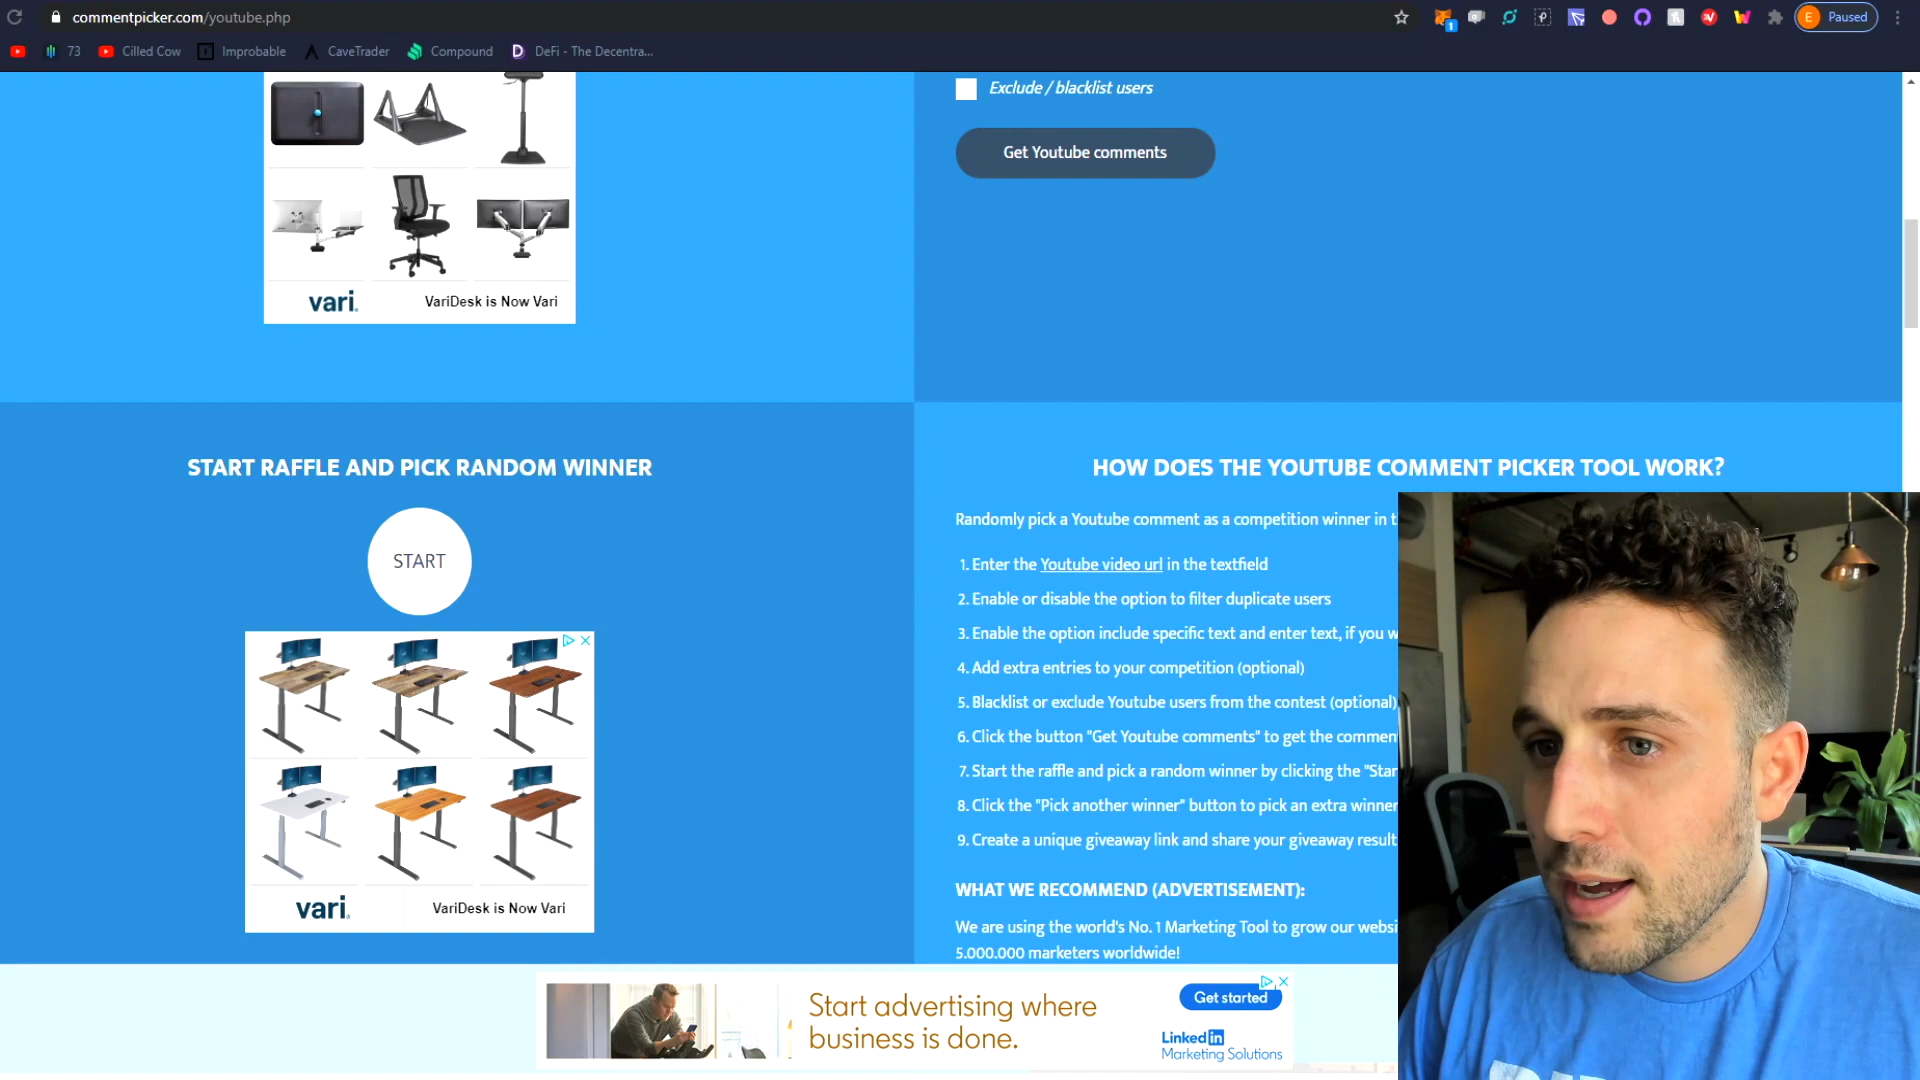 commentpicker.com/youtube.php
E
Paused
1
73
Cilled Cow
Improbable
CaveTrader
Compound
DeFi - The Decentra...
Exclude / blacklist users
Get Youtube comments
vari.
VariDesk is Now Vari
START RAFFLE AND PICK RANDOM WINNER
START
vari.
VariDesk is Now Vari
HOW DOES THE YOUTUBE COMMENT PICKER TOOL WORK?
Randomly pick a Youtube comment as a competition winner in t
1. Enter the Youtube video url in the textfield
2. Enable or disable the option to filter duplicate users
3. Enable the option include specific text and enter text, if you w
4. Add extra entries to your competition (optional)
5. Blacklist or exclude Youtube users from the contest (optional)
6. Click the button "Get Youtube comments" to get the commen
7. Start the raffle and pick a random winner by clicking the "Star
8. Click the "Pick another winner" button to pick an extra winner
9. Create a unique giveaway link and share your giveaway result
WHAT WE RECOMMEND (ADVERTISEMENT):
We are using the world's No. 1 Marketing Tool to grow our websi
5.000.000 marketers worldwide!
Start advertising where
business is done.
Get started
Linked in
Marketing Solutions